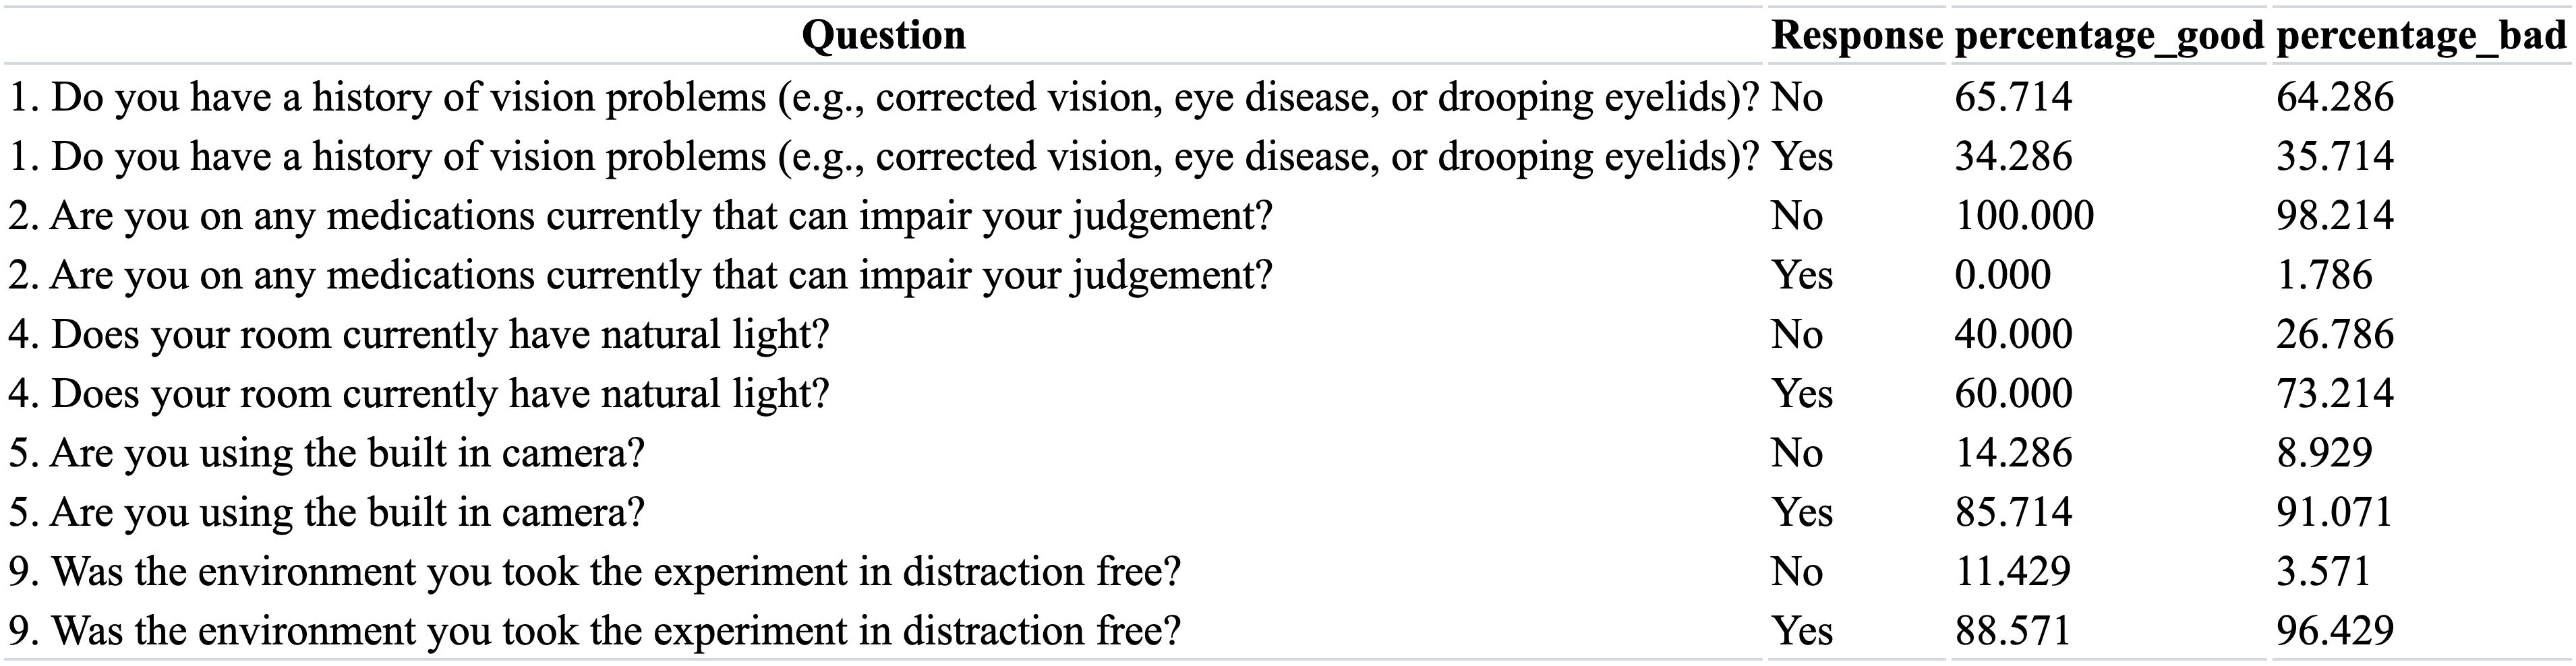 Question Response percentage_good percentage_bad
1. Do you have a history of vision problems (e.g., corrected vision, eye disease, or drooping eyelids)? No 65.714 64.286
1. Do you have a history of vision problems (e.g., corrected vision, eye disease, or drooping eyelids)? Yes 34.286 35.714
2. Are you on any medications currently that can impair your judgement? No 100.000 98.214
2. Are you on any medications currently that can impair your judgement? Yes 0.000 1.786
4. Does your room currently have natural light? No 40.000 26.786
4. Does your room currently have natural light? Yes 60.000 73.214
5. Are you using the built in camera? No 14.286 8.929
5. Are you using the built in camera? Yes 85.714 91.071
9. Was the environment you took the experiment in distraction free? No 11.429 3.571
9. Was the environment you took the experiment in distraction free? Yes 88.571 96.429